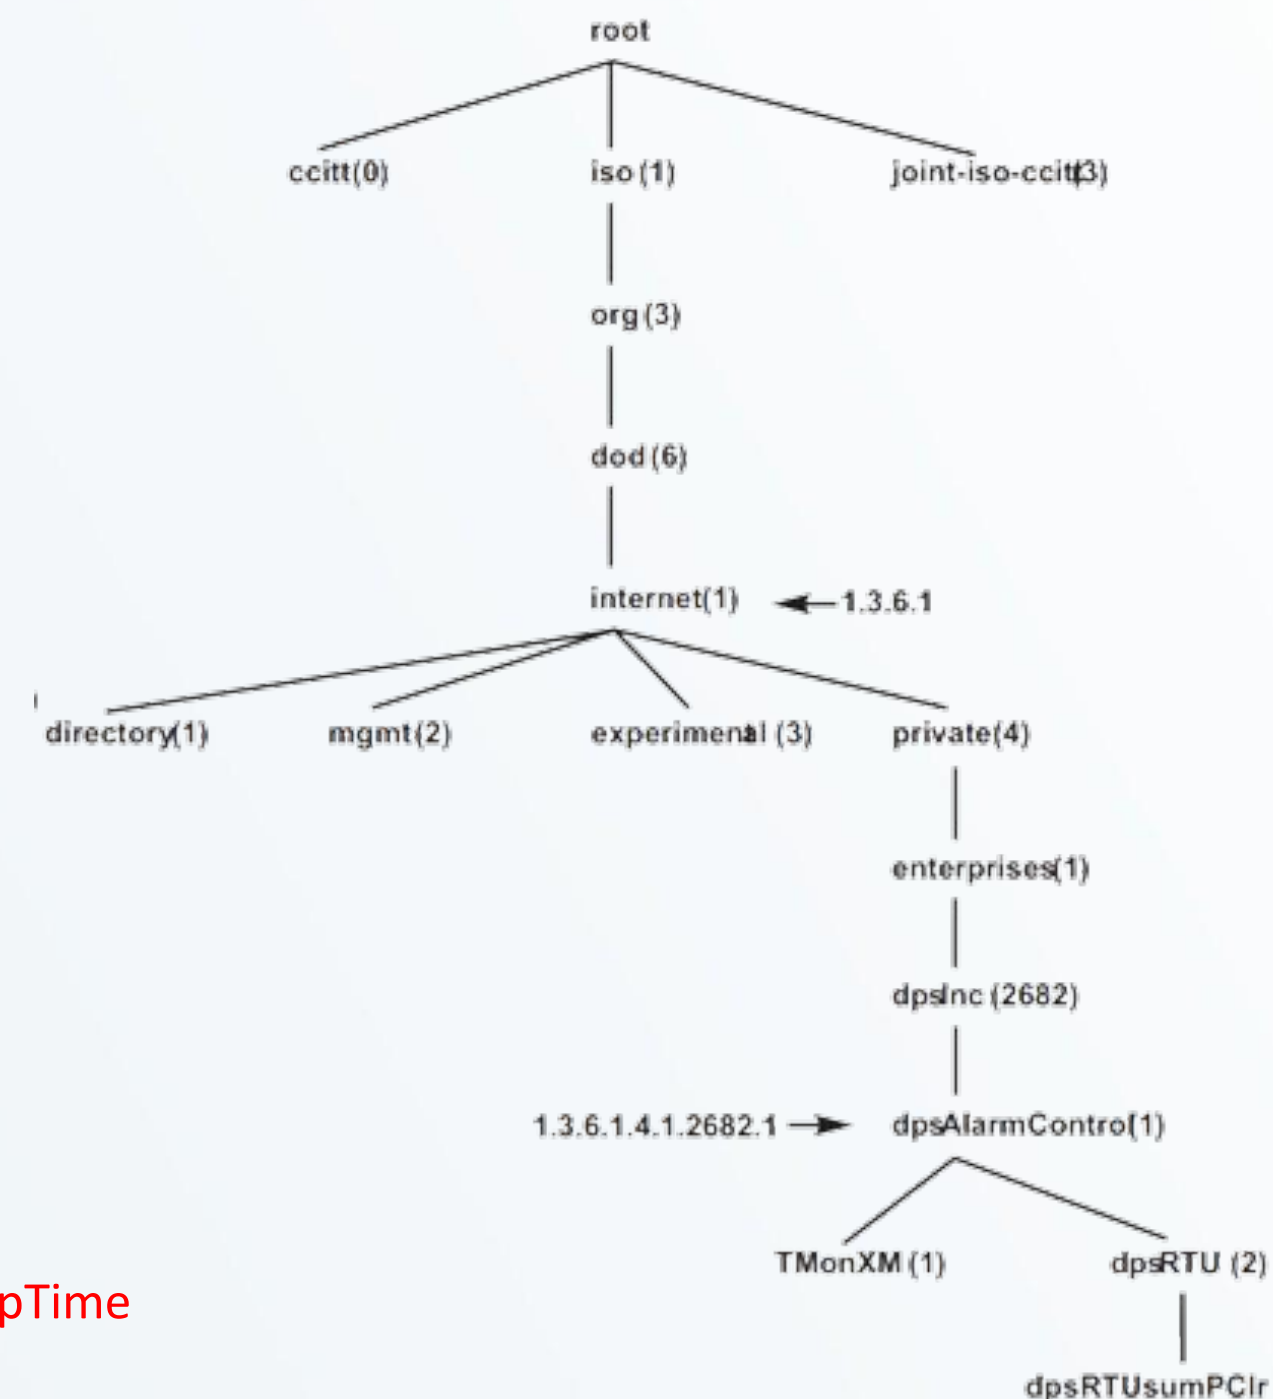 root
ccitt(0) iso (1) joint-iso-ccitt(3)
org (3)
dod (6)
internet(1) 1.3.6.1
directory(1) mgmt(2) experimental (3) private(4)
enterprises(1)
dpsInc (2682)
1.3.6.1.4.1.2682.1 dpsAlarmControl(1)
TMonXM (1) dpsRTU (2)
pTime
dpsRTUsumPClr